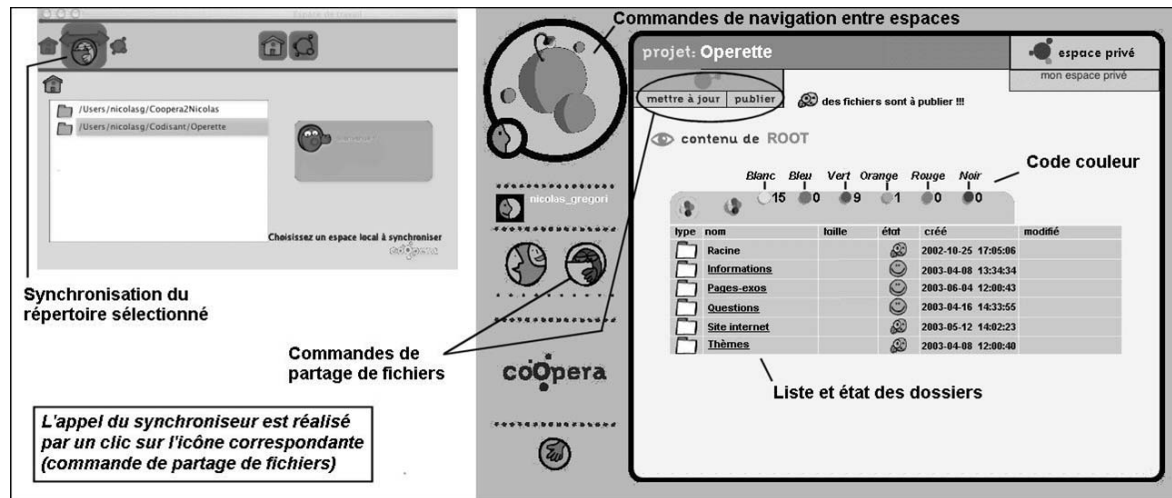 Espace de travail
/Users/nicolasg/Coopera2Nicolas
/Users/nicolasg/Codisant/Operette
Choisissez un espace local à synchroniser
coopera
Synchronisation du
répertoire sélectionné
Commandes de
partage de fichiers
L'appel du synchroniseur est réalisé
par un clic sur l'icône correspondante
(commande de partage de fichiers)
Commandes de navigation entre espaces
nicolas_gregori
coopera
projet: Operette
espace privé
mon espace privé
mettre à jour publier
des fichiers sont à publier !!!
contenu de ROOT
Code couleur
Blanc Bleu Vert Orange Rouge Noir
15 0 9 1 0 0
type nom taille état créé modifié
Racine 2002-10-25 17:05:06
Informations 2003-04-08 13:34:34
Pages-exos 2003-06-04 12:00:43
Questions 2003-04-16 14:33:55
Site internet 2003-05-12 14:02:23
Thèmes 2003-04-08 12:00:40
Liste et état des dossiers